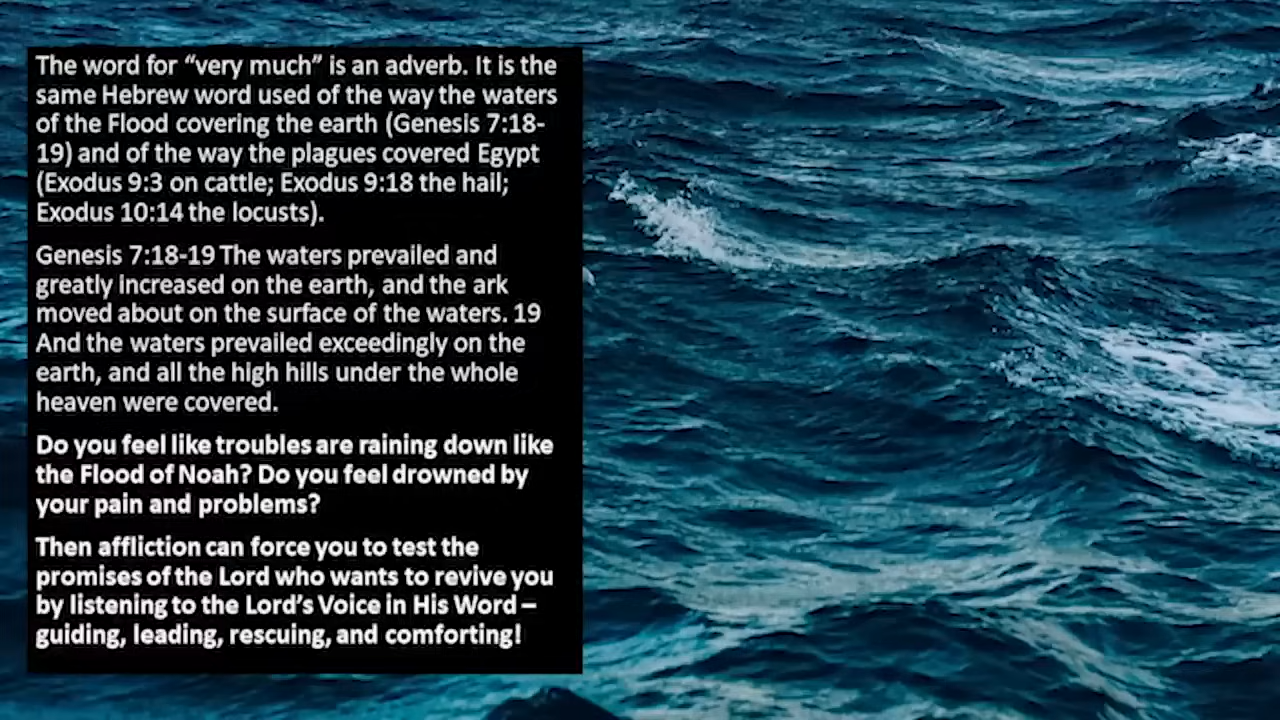 The word for “very much” is an adverb. It is the
same Hebrew word used of the way the waters
of the Flood covering the earth (Genesis 7:18-
19) and of the way the plagues covered Egypt
(Exodus 9:3 on cattle; Exodus 9:18 the hail;
Exodus 10:14 the locusts).
Genesis 7:18-19 The waters prevailed and
greatly increased on the earth, and the ark
moved about on the surface of the waters. 19
And the waters prevailed exceedingly on the
earth, and all the high hills under the whole
heaven were covered.
Do you feel like troubles are raining down like
the Flood of Noah? Do you feel drowned by
your pain and problems?
Then affliction can force you to test the
promises of the Lord who wants to revive you
by listening to the Lord’s Voice in His Word –
guiding, leading, rescuing, and comforting!